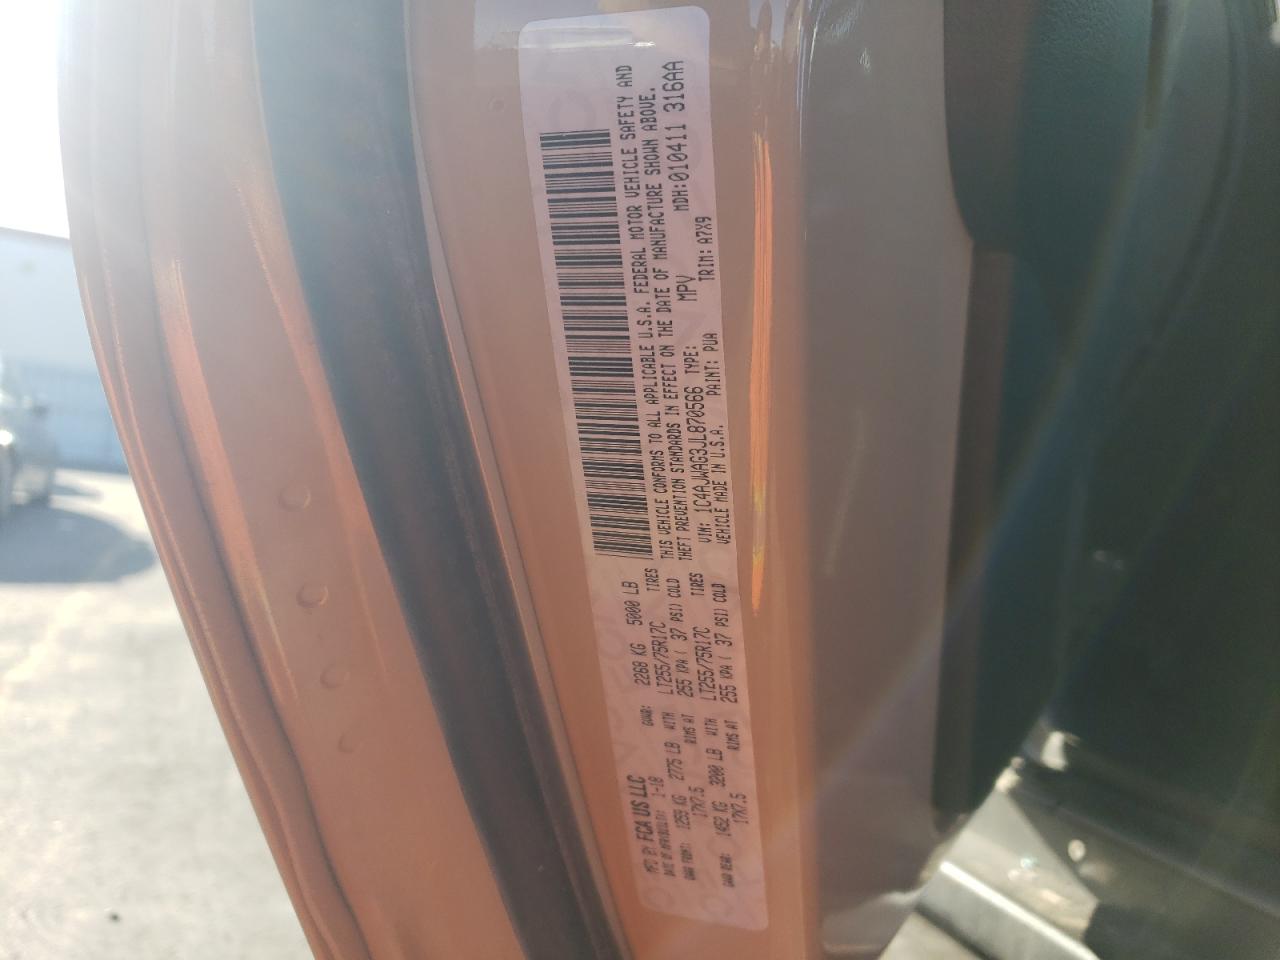 MFD BY: FCA US LLC
DATE OF MFR(BUILT): 1-18 GVWR: 2268 KG 5000 LB
GAWR FRONT: 1259 KG 2775 LB WITH LT255/75R17C TIRES
17X7.5 RIMS AT 255 KPA ( 37 PSI) COLD
GAWR REAR: 1452 KG 3200 LB WITH LT255/75R17C TIRES
17X7.5 RIMS AT 255 KPA ( 37 PSI) COLD
THIS VEHICLE CONFORMS TO ALL APPLICABLE U.S.A. FEDERAL MOTOR VEHICLE SAFETY AND
THEFT PREVENTION STANDARDS IN EFFECT ON THE DATE OF MANUFACTURE SHOWN ABOVE.
VIN: 1C4AJWAG3JL870566 TYPE: MPV MDH:010411 316AA
VEHICLE MADE IN U.S.A. PAINT: PUA TRIM: A7X9